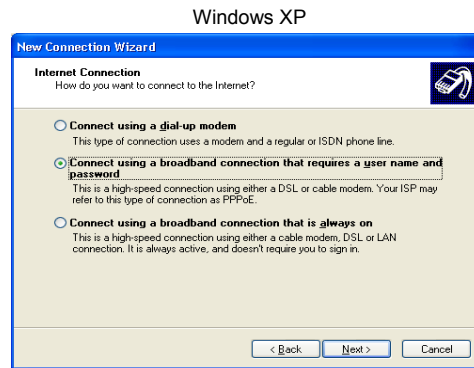 Windows XP
New Connection Wizard
Internet Connection
How do you want to connect to the Internet?
Connect using a dial-up modem
This type of connection uses a modem and a regular or ISDN phone line.
Connect using a broadband connection that requires a user name and
password
This is a high-speed connection using either a DSL or cable modem. Your ISP may
refer to this type of connection as PPPoE.
Connect using a broadband connection that is always on
This is a high-speed connection using either a cable modem, DSL or LAN
connection. It is always active, and doesn't require you to sign in.
< Back
Next >
Cancel